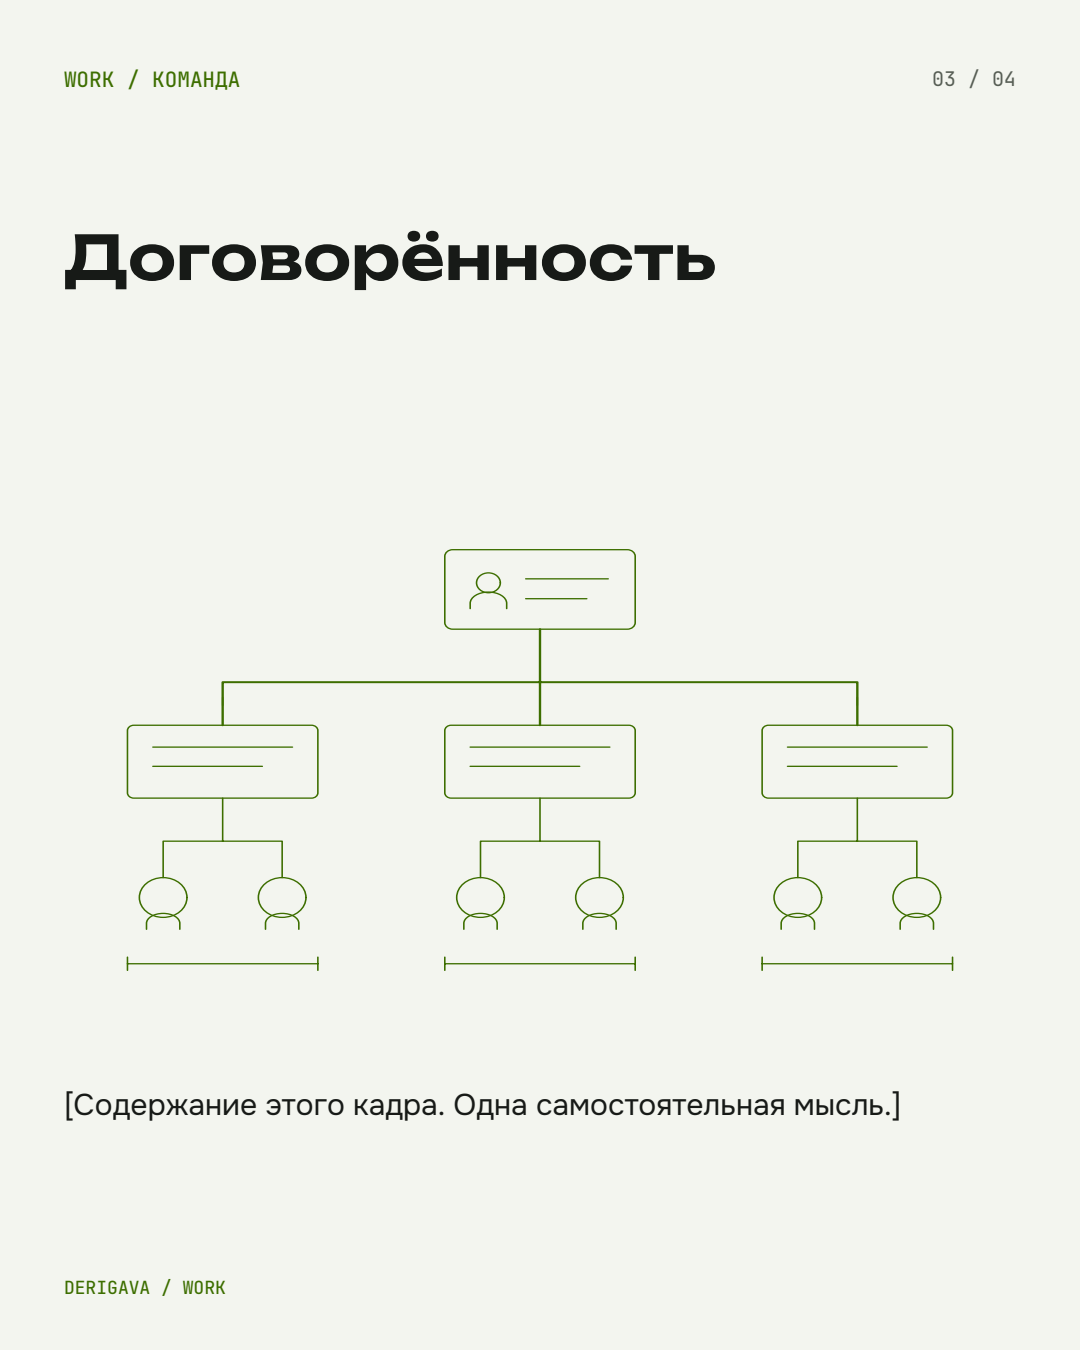 WORK / КОМАНДА
03 / 04
Договорённость
[Содержание этого кадра. Одна самостоятельная мысль.]
DERIGAVA / WORK